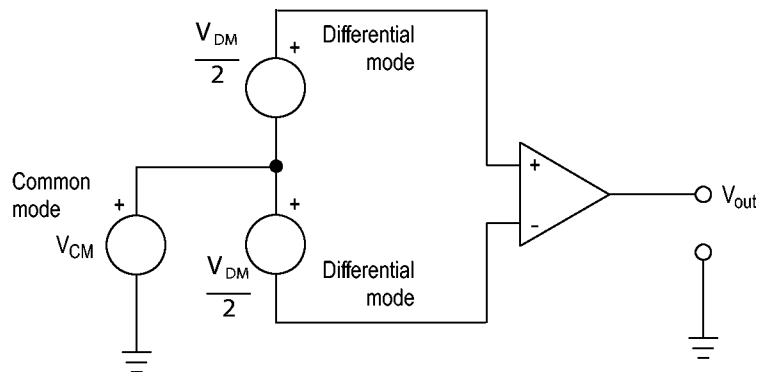 V_DM
2
+
Differential
mode
Common
mode
+
V_CM
+
V_DM
2
Differential
mode
+
-
V_out